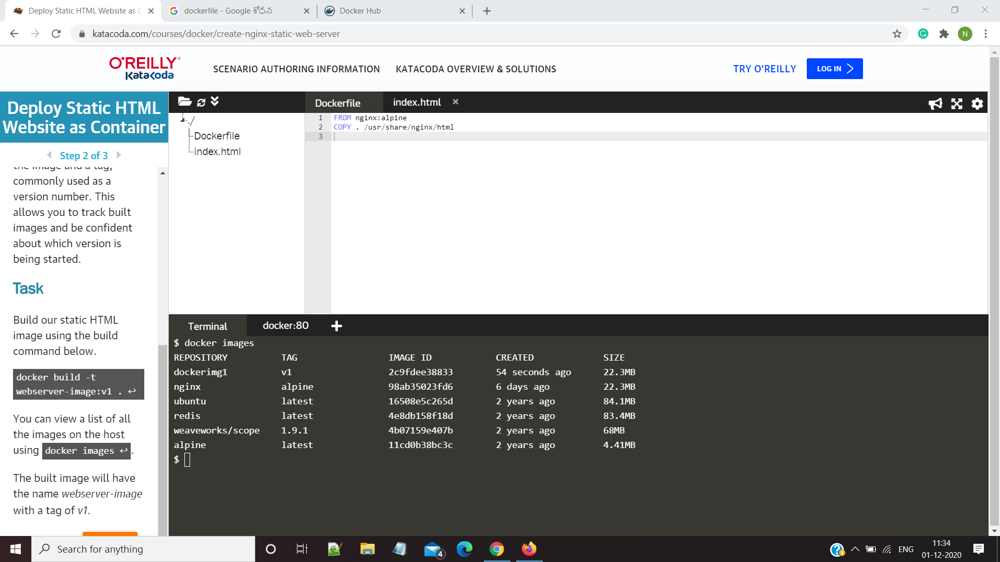 Deploy Static HTML Website as C
dockerfile - Google శోధన
Docker Hub
katacoda.com/courses/docker/create-nginx-static-web-server
N
O'REILLY
Katacoda
SCENARIO AUTHORING INFORMATION
KATACODA OVERVIEW & SOLUTIONS
TRY O'REILLY
LOG IN
Deploy Static HTML
Website as Container
Step 2 of 3
the image and a tag,
commonly used as a
version number. This
allows you to track built
images and be confident
about which version is
being started.
Task
Build our static HTML
image using the build
command below.
docker build -t
webserver-image:v1 . ↩
You can view a list of all
the images on the host
using docker images ↩.
The built image will have
the name webserver-image
with a tag of v1.
./
Dockerfile
index.html
Dockerfile
index.html
1 FROM nginx:alpine
2 COPY . /usr/share/nginx/html
3
Terminal
docker:80
$ docker images
REPOSITORY TAG IMAGE ID CREATED SIZE
dockerimg1 v1 2c9fdee38833 54 seconds ago 22.3MB
nginx alpine 98ab35023fd6 6 days ago 22.3MB
ubuntu latest 16508e5c265d 2 years ago 84.1MB
redis latest 4e8db158f18d 2 years ago 83.4MB
weaveworks/scope 1.9.1 4b07159e407b 2 years ago 68MB
alpine latest 11cd0b38bc3c 2 years ago 4.41MB
$
Search for anything
4
ENG
11:34
01-12-2020